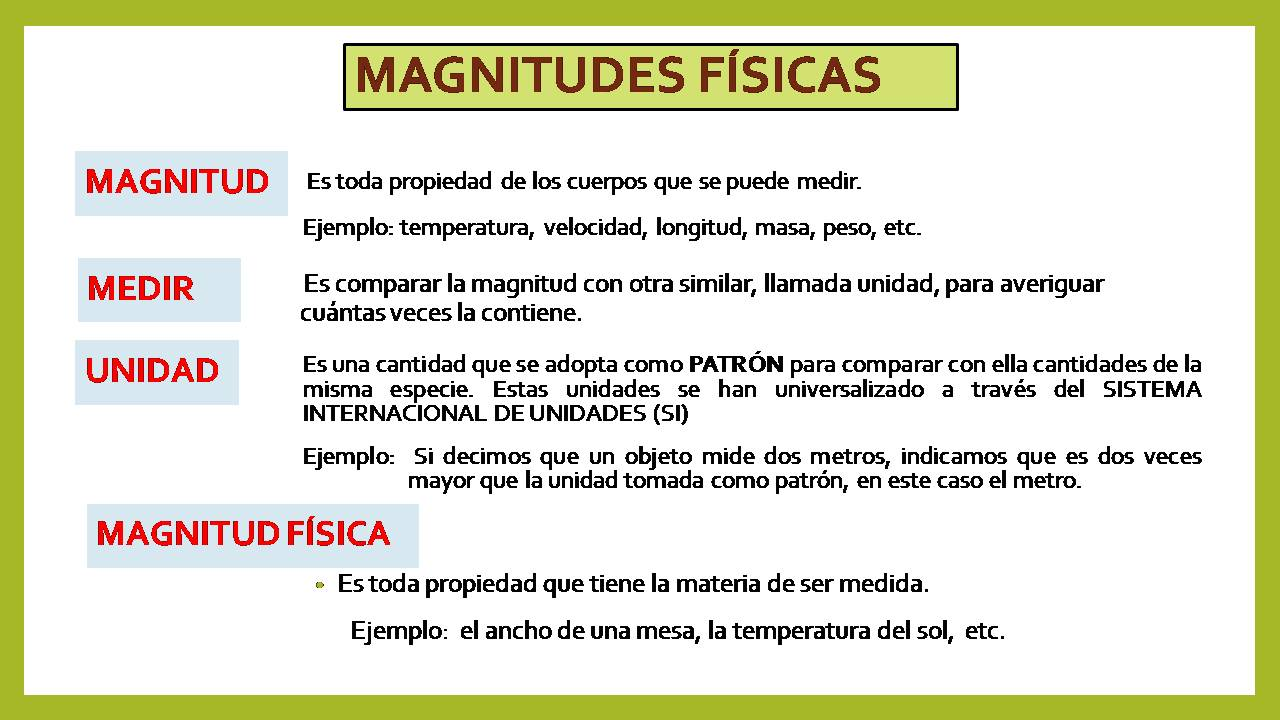 MAGNITUDES FÍSICAS
MAGNITUD
Es toda propiedad de los cuerpos que se puede medir.
Ejemplo: temperatura, velocidad, longitud, masa, peso, etc.
MEDIR
Es comparar la magnitud con otra similar, llamada unidad, para averiguar
cuántas veces la contiene.
UNIDAD
Es una cantidad que se adopta como PATRÓN para comparar con ella cantidades de la
misma especie. Estas unidades se han universalizado a través del SISTEMA
INTERNACIONAL DE UNIDADES (SI)
Ejemplo: Si decimos que un objeto mide dos metros, indicamos que es dos veces
mayor que la unidad tomada como patrón, en este caso el metro.
MAGNITUD FÍSICA
• Es toda propiedad que tiene la materia de ser medida.
Ejemplo: el ancho de una mesa, la temperatura del sol, etc.